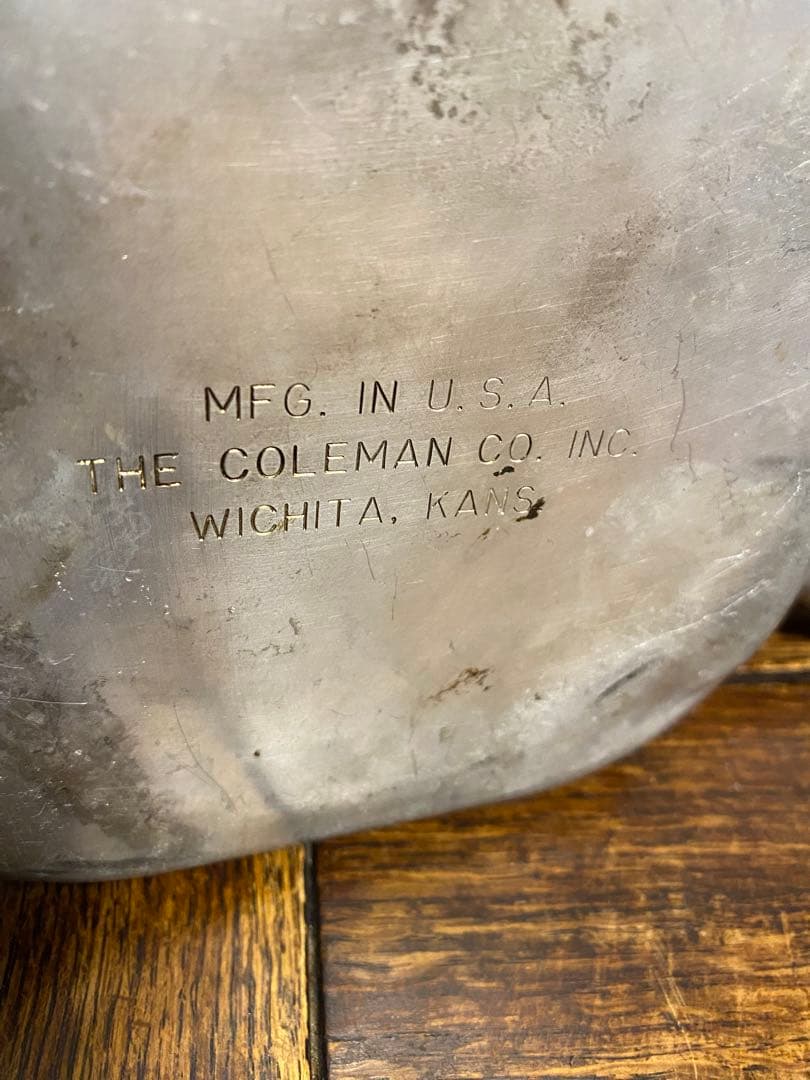 MFG. IN U.S.A.
THE COLEMAN CO. INC.
WICHITA, KANS.